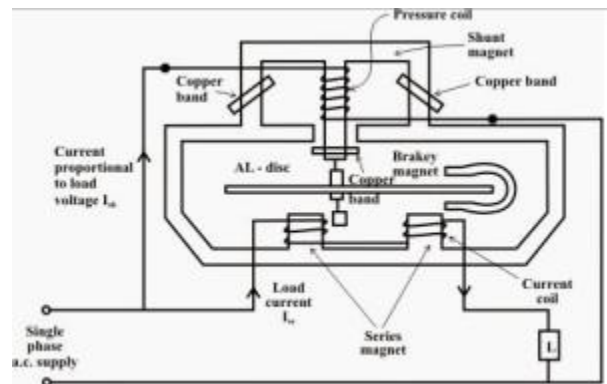 Pressure coil
Shunt
magnet
Copper
band
Copper band
Current
proportional
to load
voltage Iₛₕ
AL - disc
Brakey
magnet
Copper
band
Load
current
Iₛₑ
Current
coil
Series
magnet
Single
phase
a.c. supply
L